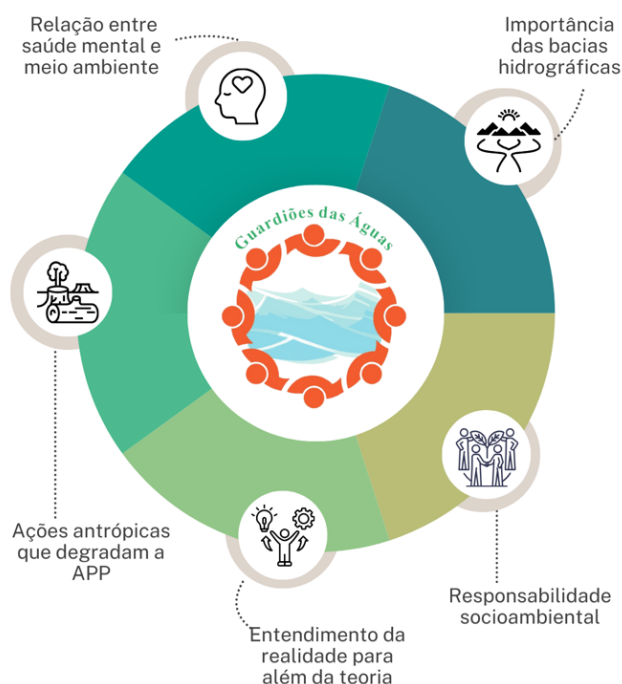 Relação entre
saúde mental e
meio ambiente
Importância
das bacias
hidrográficas
Guardiões das Águas
Ações antrópicas
que degradam a
APP
Responsabilidade
socioambiental
Entendimento da
realidade para
além da teoria